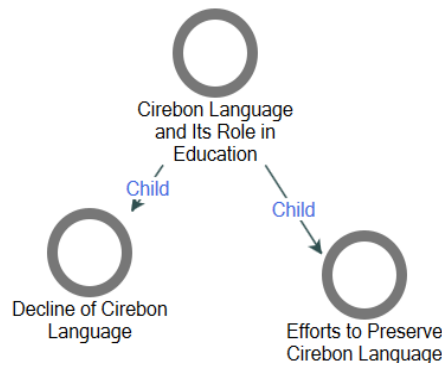 Cirebon Language
and Its Role in
Education
Child
Child
Decline of Cirebon
Language
Efforts to Preserve
Cirebon Language